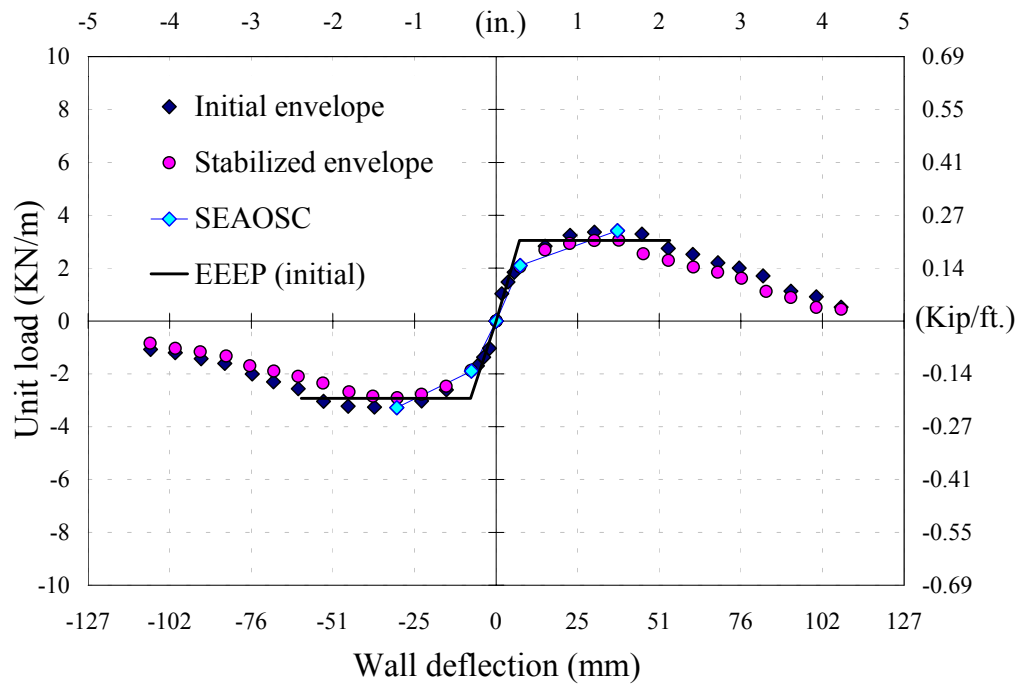 -5 -4 -3 -2 -1 (in.) 1 2 3 4 5
10 0.69
8 0.55
6 0.41
4 0.27
2 0.14
0 (Kip/ft.)
-2 -0.14
-4 -0.27
-6 -0.41
-8 -0.55
-10 -0.69
Initial envelope
Stabilized envelope
SEAOSC
EEEP (initial)
Unit load (KN/m)
-127 -102 -76 -51 -25 0 25 51 76 102 127
Wall deflection (mm)